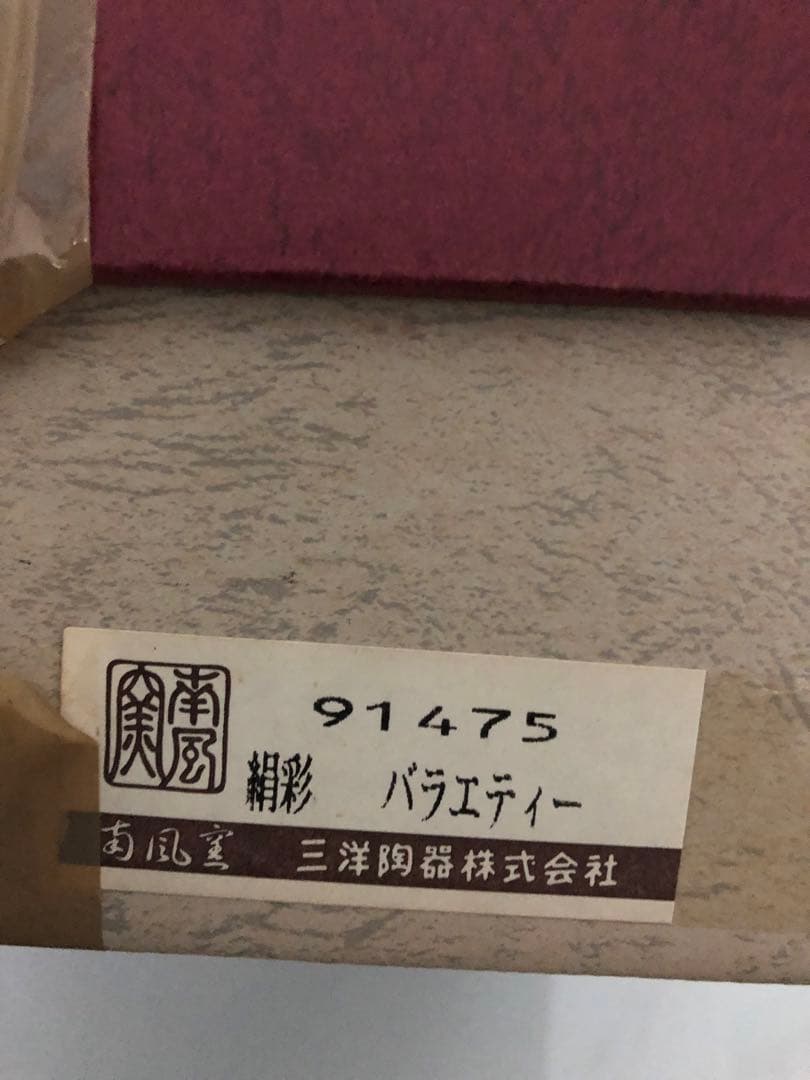 南風窯
91475
絹彩 バラエティー
南風窯 三洋陶器株式会社